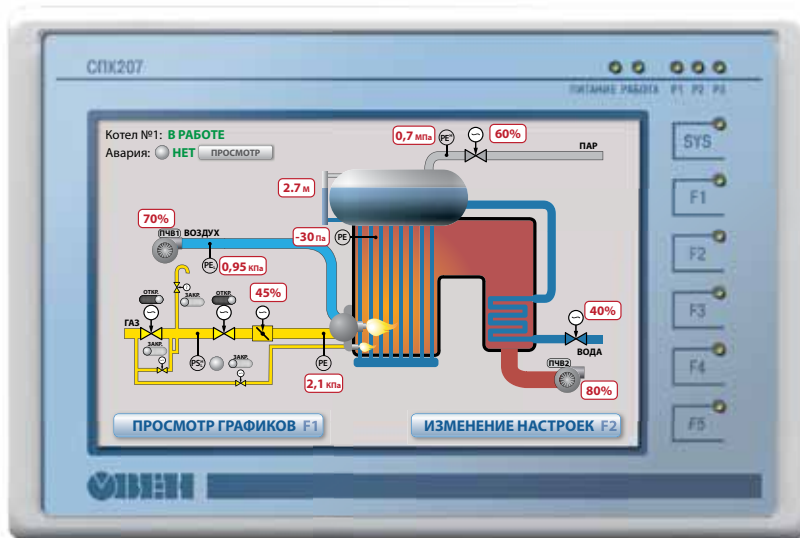 СПК207
ПИТАНИЕ РАБОТА P1 P2 P3
Котел №1: В РАБОТЕ
Авария: НЕТ ПРОСМОТР
0,7 МПа
PE
60%
ПАР
SYS
2.7 м
F1
70%
ПЧВ1 ВОЗДУХ
-30 Па
PE
PE
0,95 КПа
F2
ОТКР.
ЗАКР.
ОТКР.
45%
40%
F3
ГАЗ
ЗАКР.
PS
ЗАКР.
PE
ВОДА
2,1 КПа
ПЧВ2
80%
F4
ПРОСМОТР ГРАФИКОВ F1
ИЗМЕНЕНИЕ НАСТРОЕК F2
F5
ОВЕН